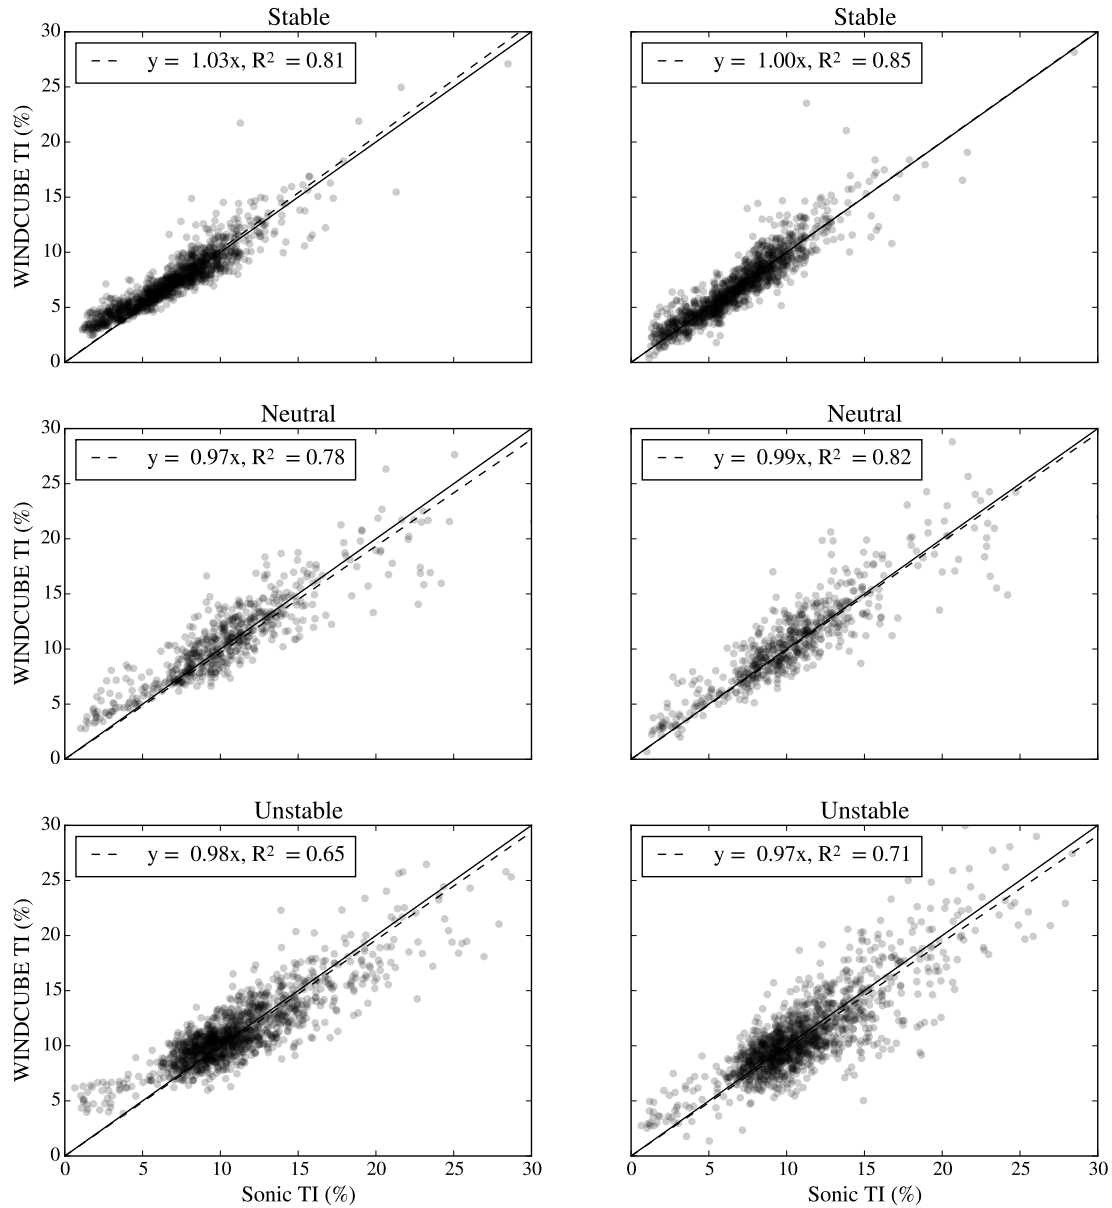 Stable
Stable
30
25
20
15
10
5
0
WINDCUBE TI (%)
y = 1.03x, R² = 0.81
y = 1.00x, R² = 0.85
Neutral
Neutral
30
25
20
15
10
5
0
WINDCUBE TI (%)
y = 0.97x, R² = 0.78
y = 0.99x, R² = 0.82
Unstable
Unstable
30
25
20
15
10
5
0
WINDCUBE TI (%)
y = 0.98x, R² = 0.65
y = 0.97x, R² = 0.71
0 5 10 15 20 25 30
0 5 10 15 20 25 30
Sonic TI (%)
Sonic TI (%)